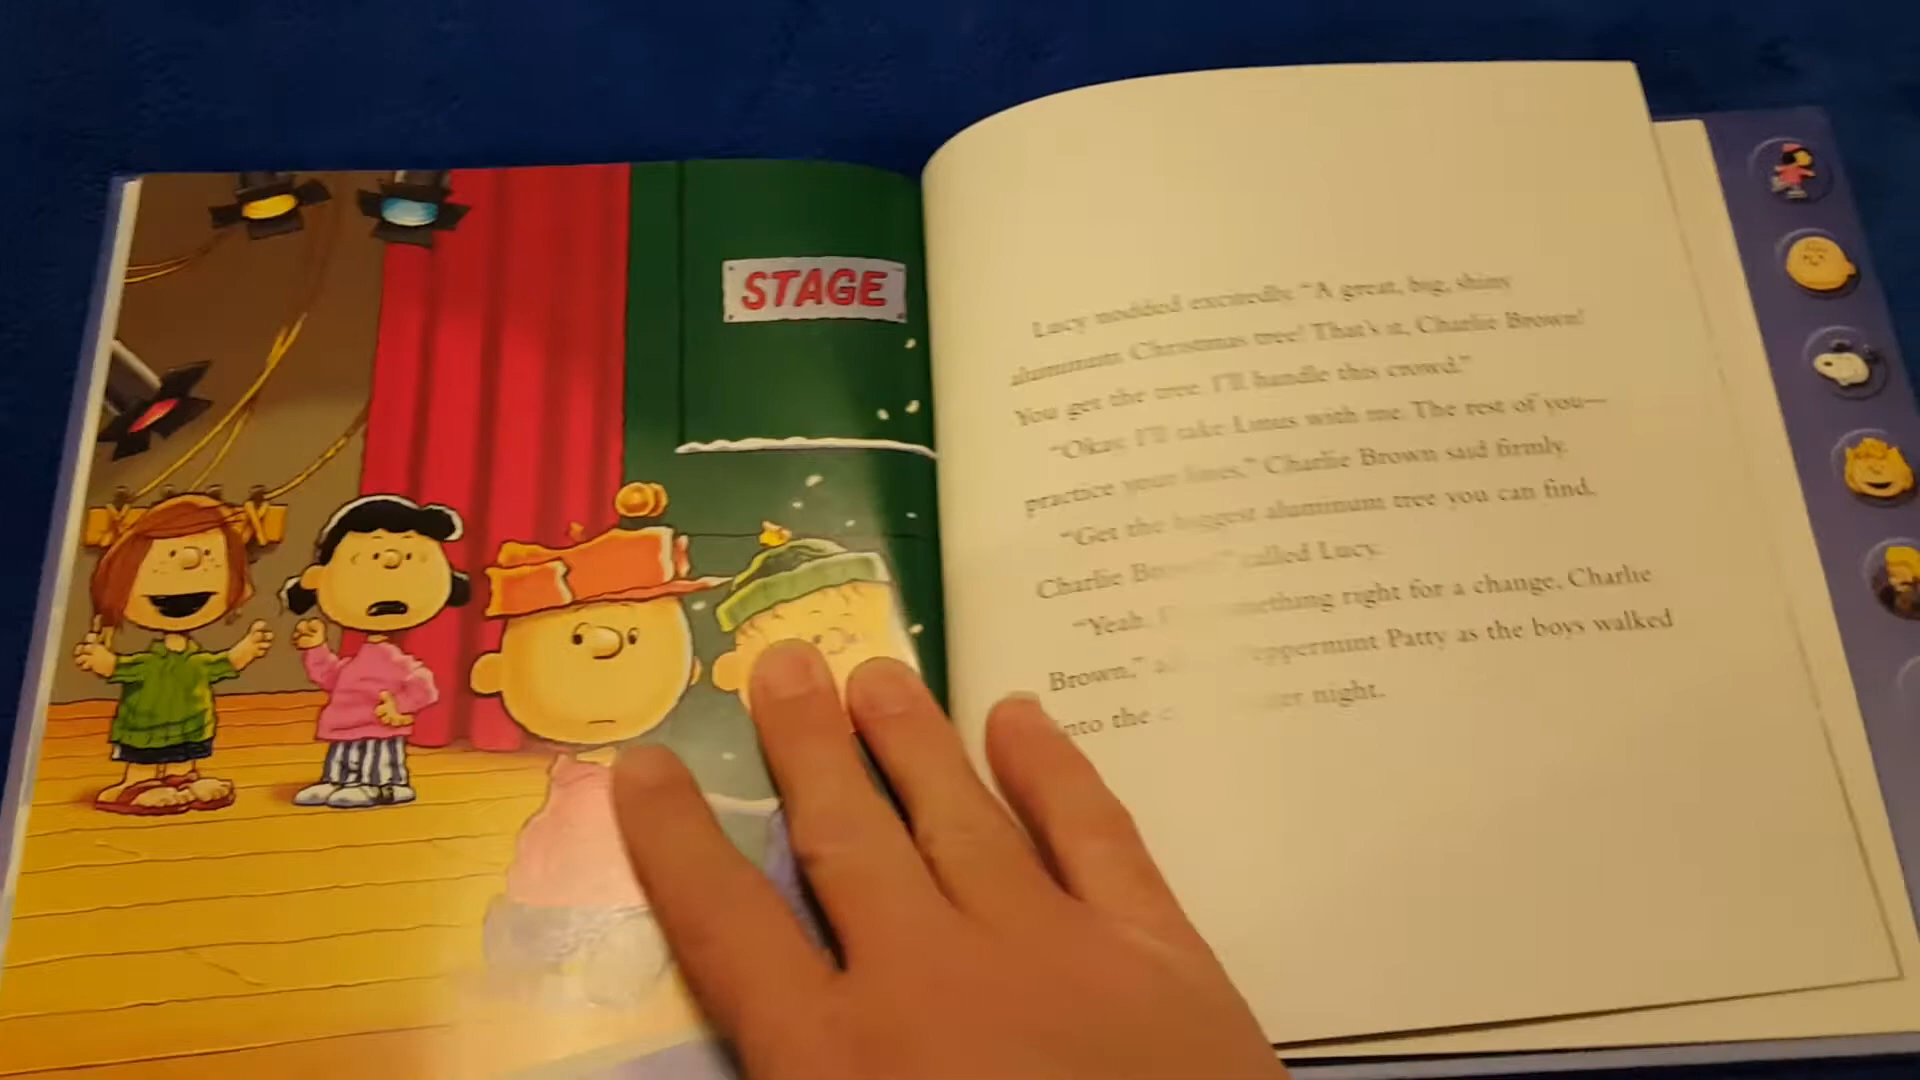 STAGE
Lucy nodded excitedly. "A great, big, shiny
aluminum Christmas tree! That's it, Charlie Brown!
You get the tree. I'll handle this crowd."
"Okay. I'll take Linus with me. The rest of you—
practice your lines," Charlie Brown said firmly.
"Get the biggest aluminum tree you can find,
Charlie called Lucy.
"Yeah. right for a change, Charlie
Brown," Peppermint Patty as the boys walked
into the night.